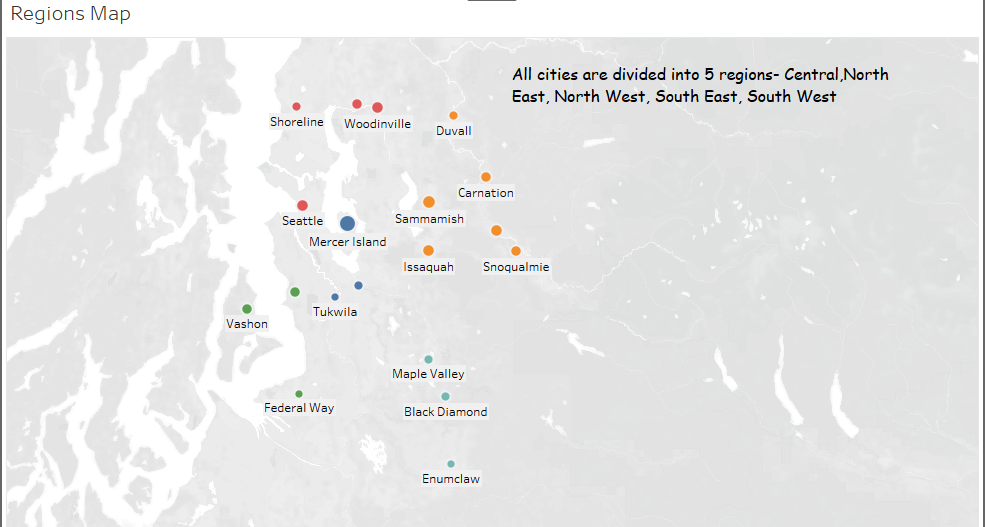 Regions Map
All cities are divided into 5 regions- Central,North
East, North West, South East, South West
Shoreline
Woodinville
Duvall
Carnation
Seattle
Sammamish
Mercer Island
Issaquah
Snoqualmie
Tukwila
Vashon
Maple Valley
Federal Way
Black Diamond
Enumclaw